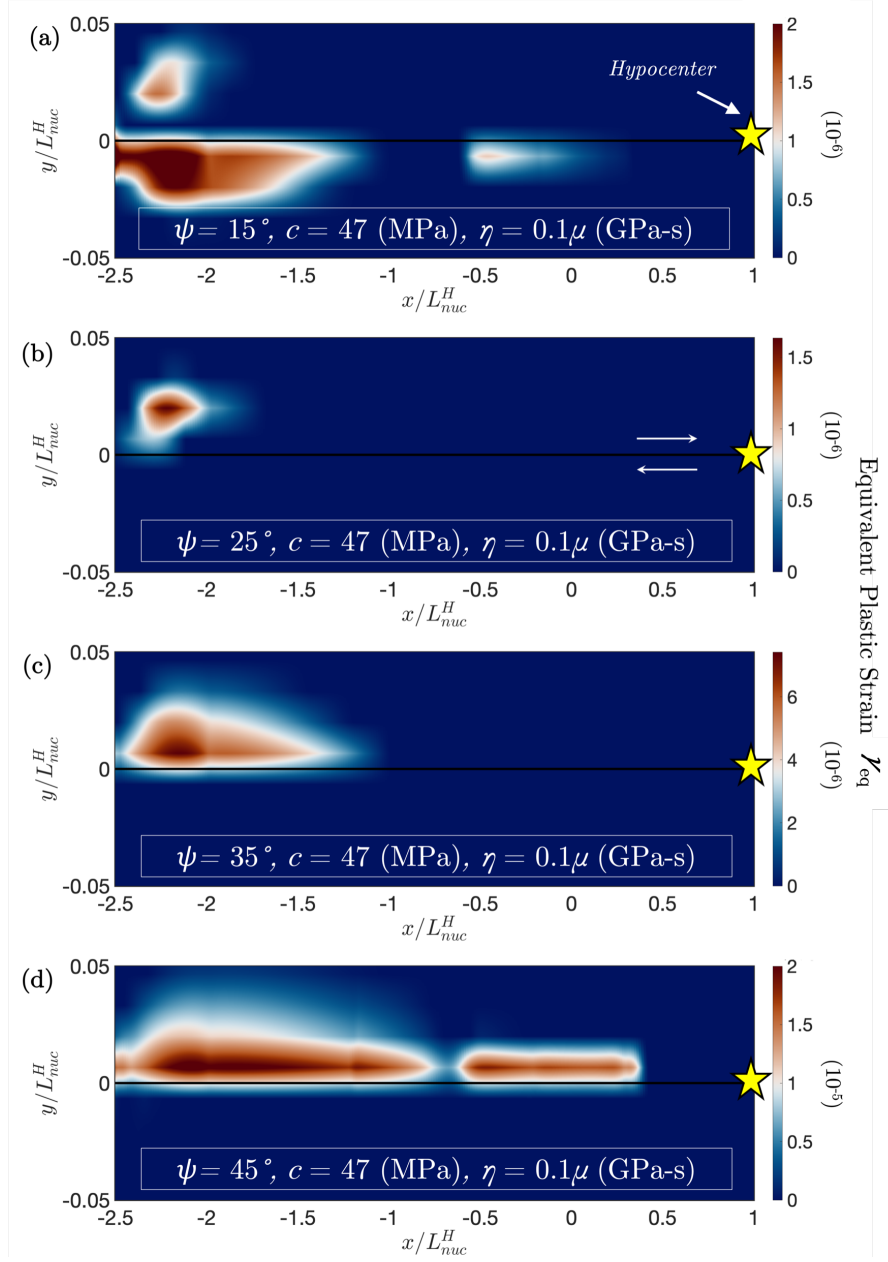 (a)
0.05
0
-0.05
y/L^H_nuc
Hypocenter
ψ= 15°, c = 47 (MPa), η = 0.1μ (GPa-s)
-2.5 -2 -1.5 -1 -0.5 0 0.5 1
x/L^H_nuc
2
1.5
1
0.5
0
(10-6)
(b)
0.05
0
-0.05
y/L^H_nuc
ψ= 25°, c = 47 (MPa), η = 0.1μ (GPa-s)
-2.5 -2 -1.5 -1 -0.5 0 0.5 1
x/L^H_nuc
1.5
1
0.5
0
(10-6)
(c)
0.05
0
-0.05
y/L^H_nuc
ψ= 35°, c = 47 (MPa), η = 0.1μ (GPa-s)
-2.5 -2 -1.5 -1 -0.5 0 0.5 1
x/L^H_nuc
6
4
2
0
(10-6)
(d)
0.05
0
-0.05
y/L^H_nuc
ψ= 45°, c = 47 (MPa), η = 0.1μ (GPa-s)
-2.5 -2 -1.5 -1 -0.5 0 0.5 1
x/L^H_nuc
2
1.5
1
0.5
0
(10-5)
Equivalent Plastic Strain γeq